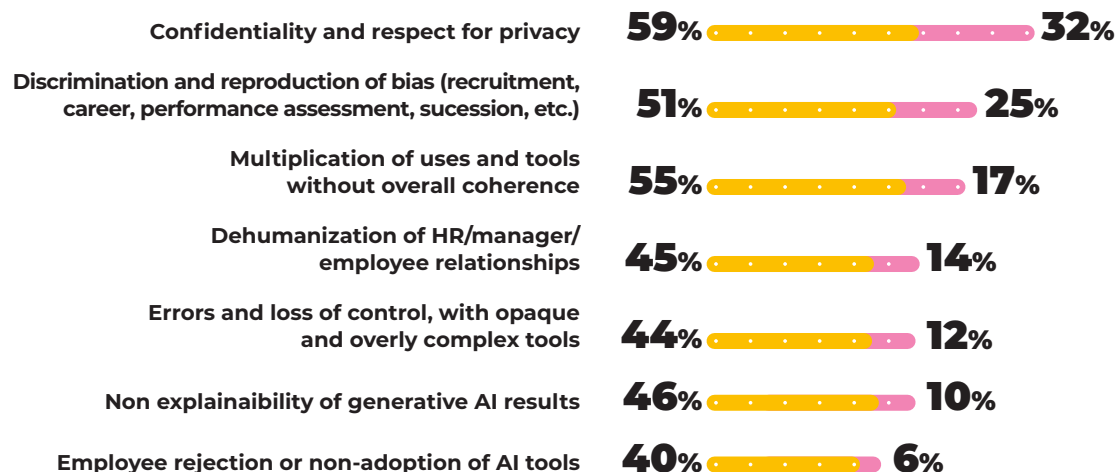 Confidentiality and respect for privacy 59% 32%
Discrimination and reproduction of bias (recruitment,
career, performance assessment, sucession, etc.) 51% 25%
Multiplication of uses and tools
without overall coherence 55% 17%
Dehumanization of HR/manager/
employee relationships 45% 14%
Errors and loss of control, with opaque
and overly complex tools 44% 12%
Non explainaibility of generative AI results 46% 10%
Employee rejection or non-adoption of AI tools 40% 6%